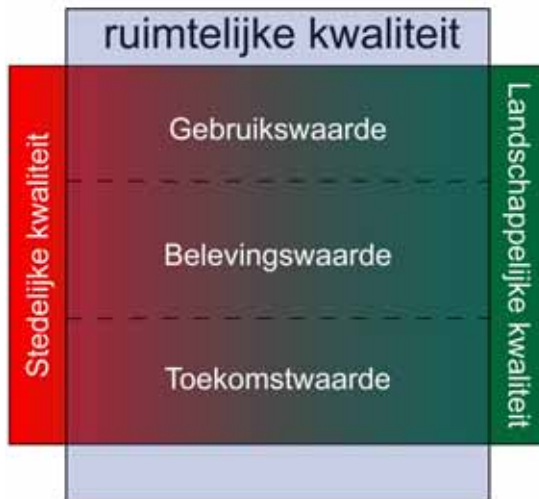 ruimtelijke kwaliteit
Stedelijke kwaliteit
Gebruikswaarde
Belevingswaarde
Toekomstwaarde
Landschappelijke kwaliteit